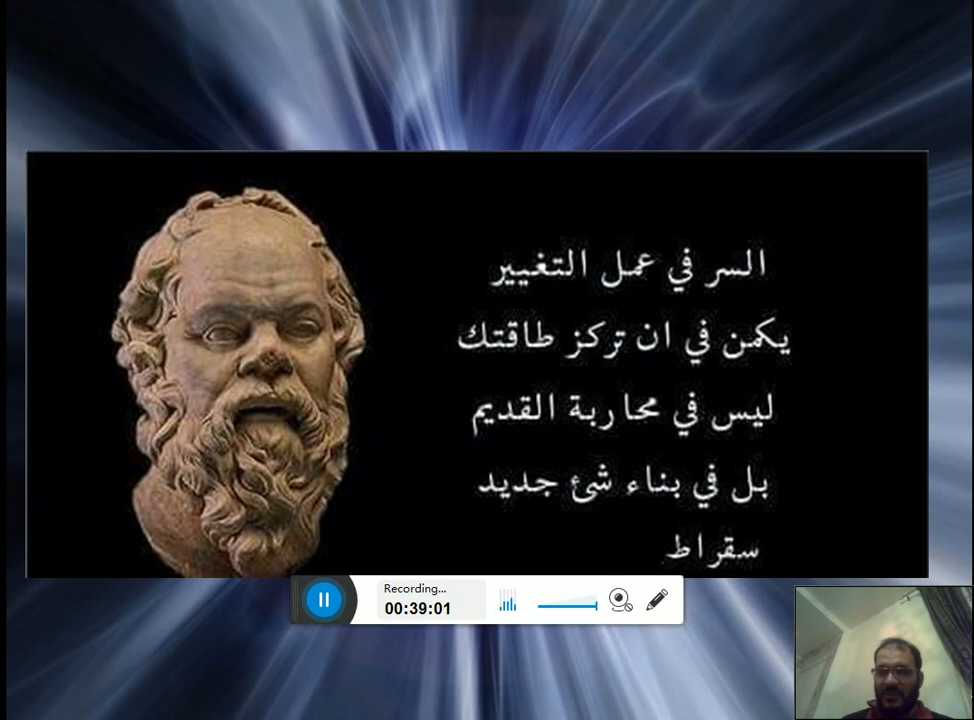 السر في عمل التغيير
يكمن في ان تركز طاقتك
ليس في محاربة القديم
بل في بناء شئ جديد
سقراط
Recording...
00:39:01